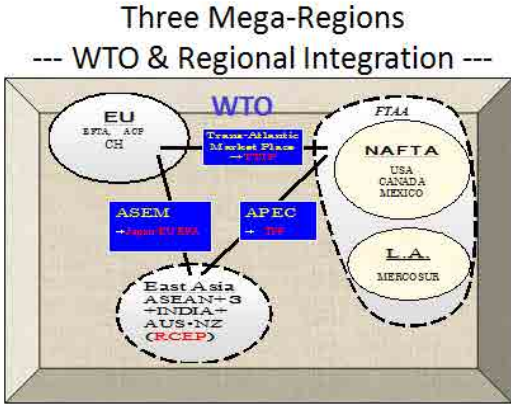 Three Mega-Regions
--- WTO & Regional Integration ---
WTO
EU
EFTA, ACP
CH
Trans-Atlantic
Market Place
→TTIP
FTAA
NAFTA
USA
CANADA
MEXICO
ASEM
→Japan-EU EPA
APEC
→ TPP
L.A.
MERCOSUR
East Asia
ASEAN+3
+INDIA+
AUS•NZ
(RCEP)